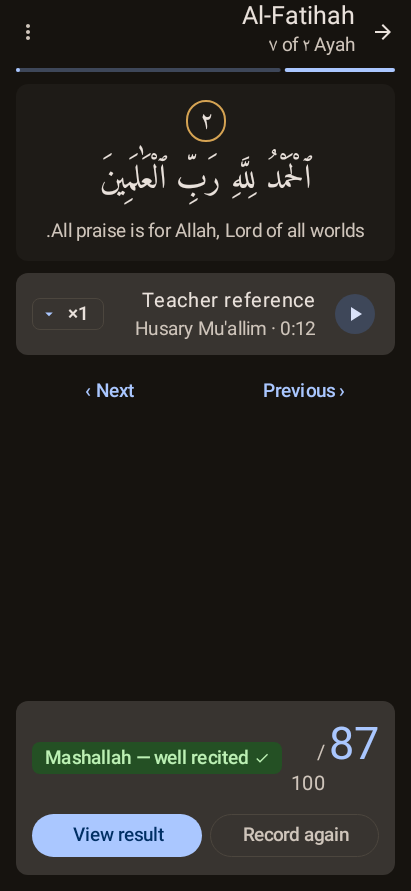 Al-Fatihah
Ayah ٢ of ٧
٢
ٱلْحَمْدُ لِلَّهِ رَبِّ ٱلْعَٰلَمِينَ
All praise is for Allah, Lord of all worlds.
Teacher reference
Husary Mu'allim · 0:12
×1
Previous ›
‹ Next
87 /
100
Mashallah — well recited ✓
View result
Record again